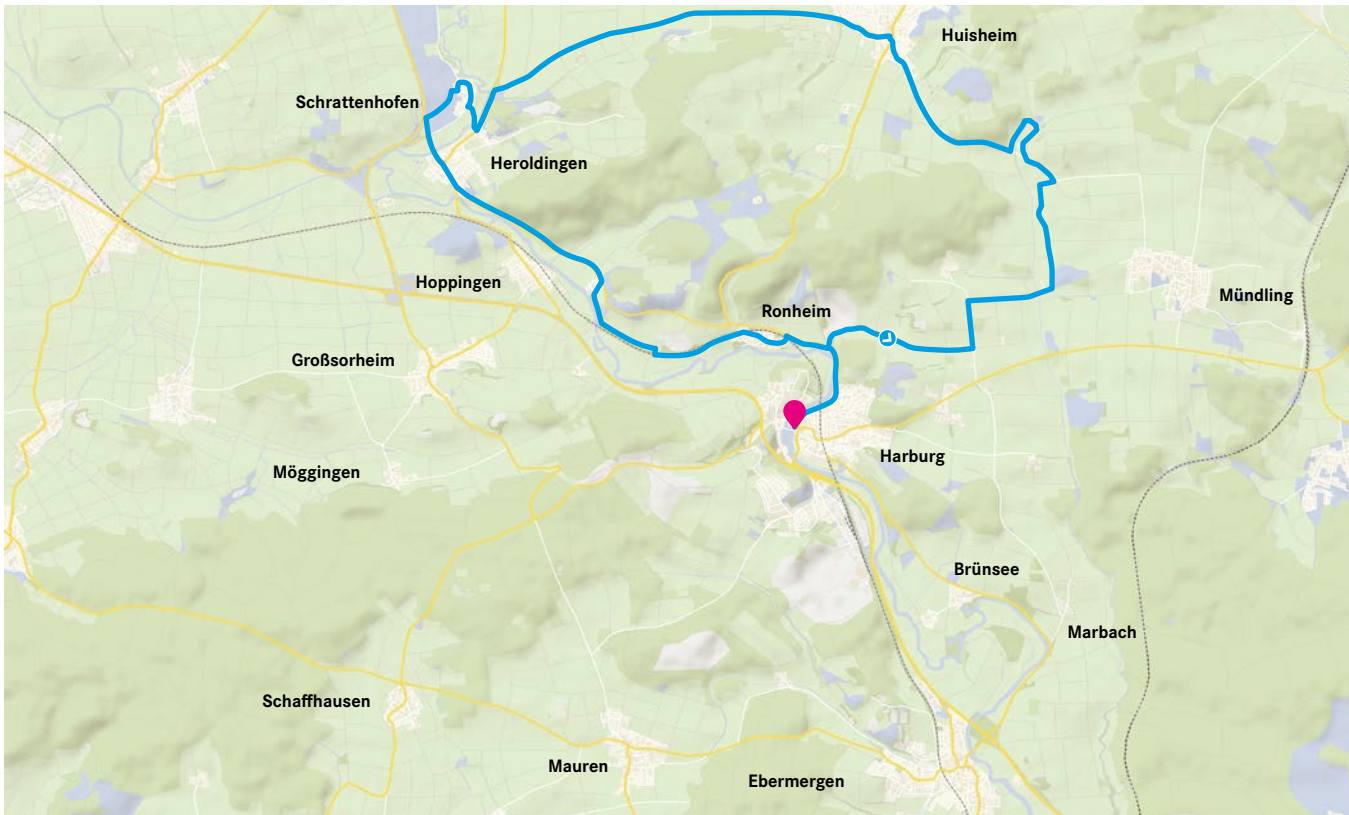 Huisheim
Schrattenhofen
Heroldingen
Hoppingen
Mündling
Ronheim
Großsorheim
Harburg
Möggingen
Brünsee
Marbach
Schaffhausen
Mauren
Ebermergen